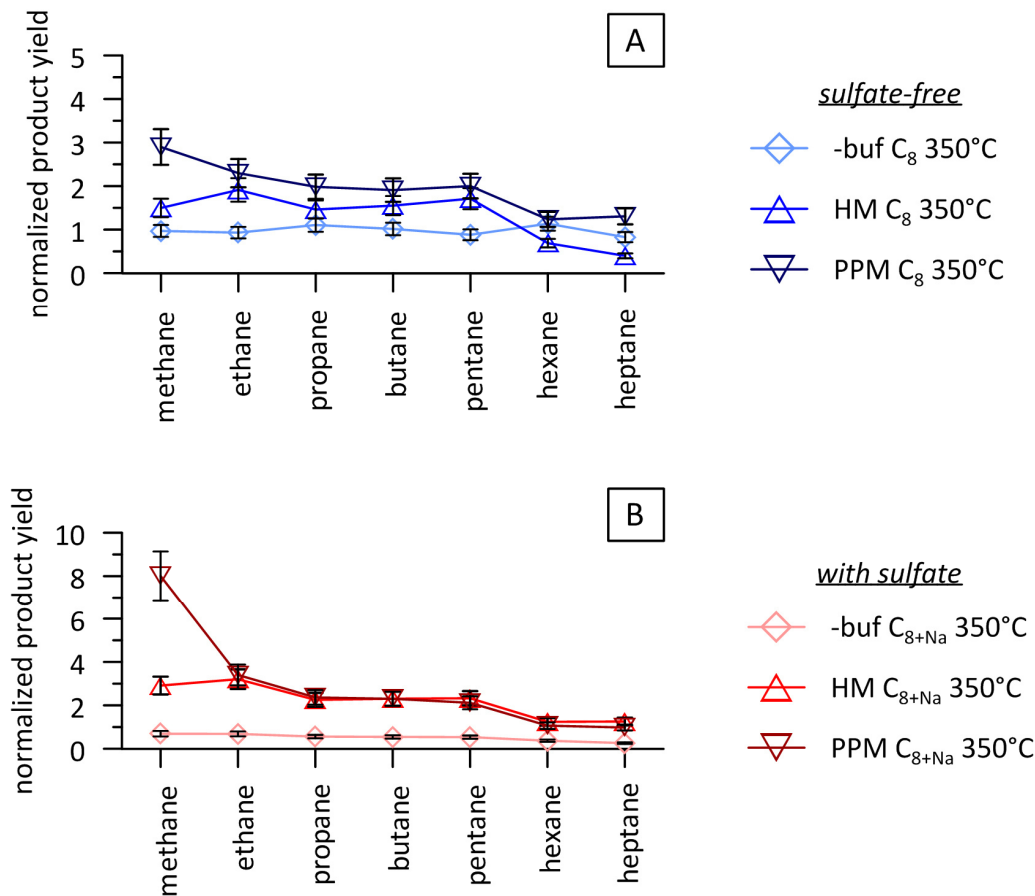 A
normalized product yield
5
4
3
2
1
0
methane
ethane
propane
butane
pentane
hexane
heptane
sulfate-free
-buf C₈ 350°C
HM C₈ 350°C
PPM C₈ 350°C
B
normalized product yield
10
8
6
4
2
0
methane
ethane
propane
butane
pentane
hexane
heptane
with sulfate
-buf C₈₊Na 350°C
HM C₈₊Na 350°C
PPM C₈₊Na 350°C